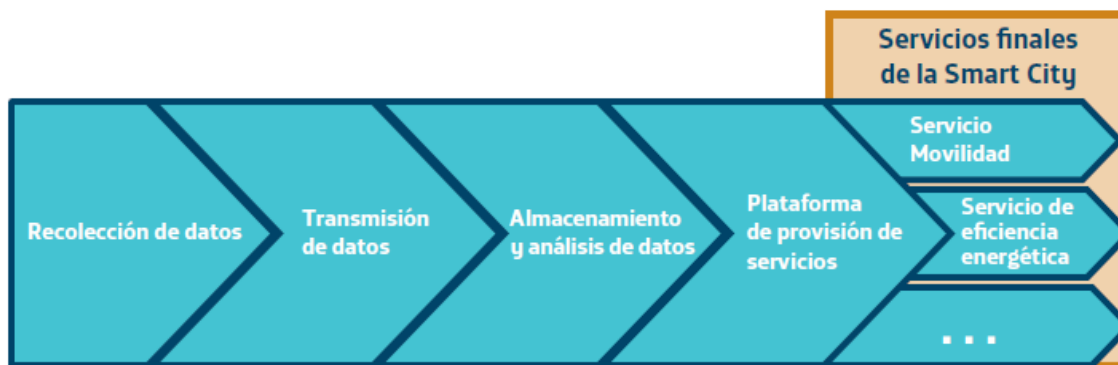 Servicios finales
de la Smart City
Recolección de datos
Transmisión
de datos
Almacenamiento
y análisis de datos
Plataforma
de provisión de
servicios
Servicio
Movilidad
Servicio de
eficiencia
energética
...